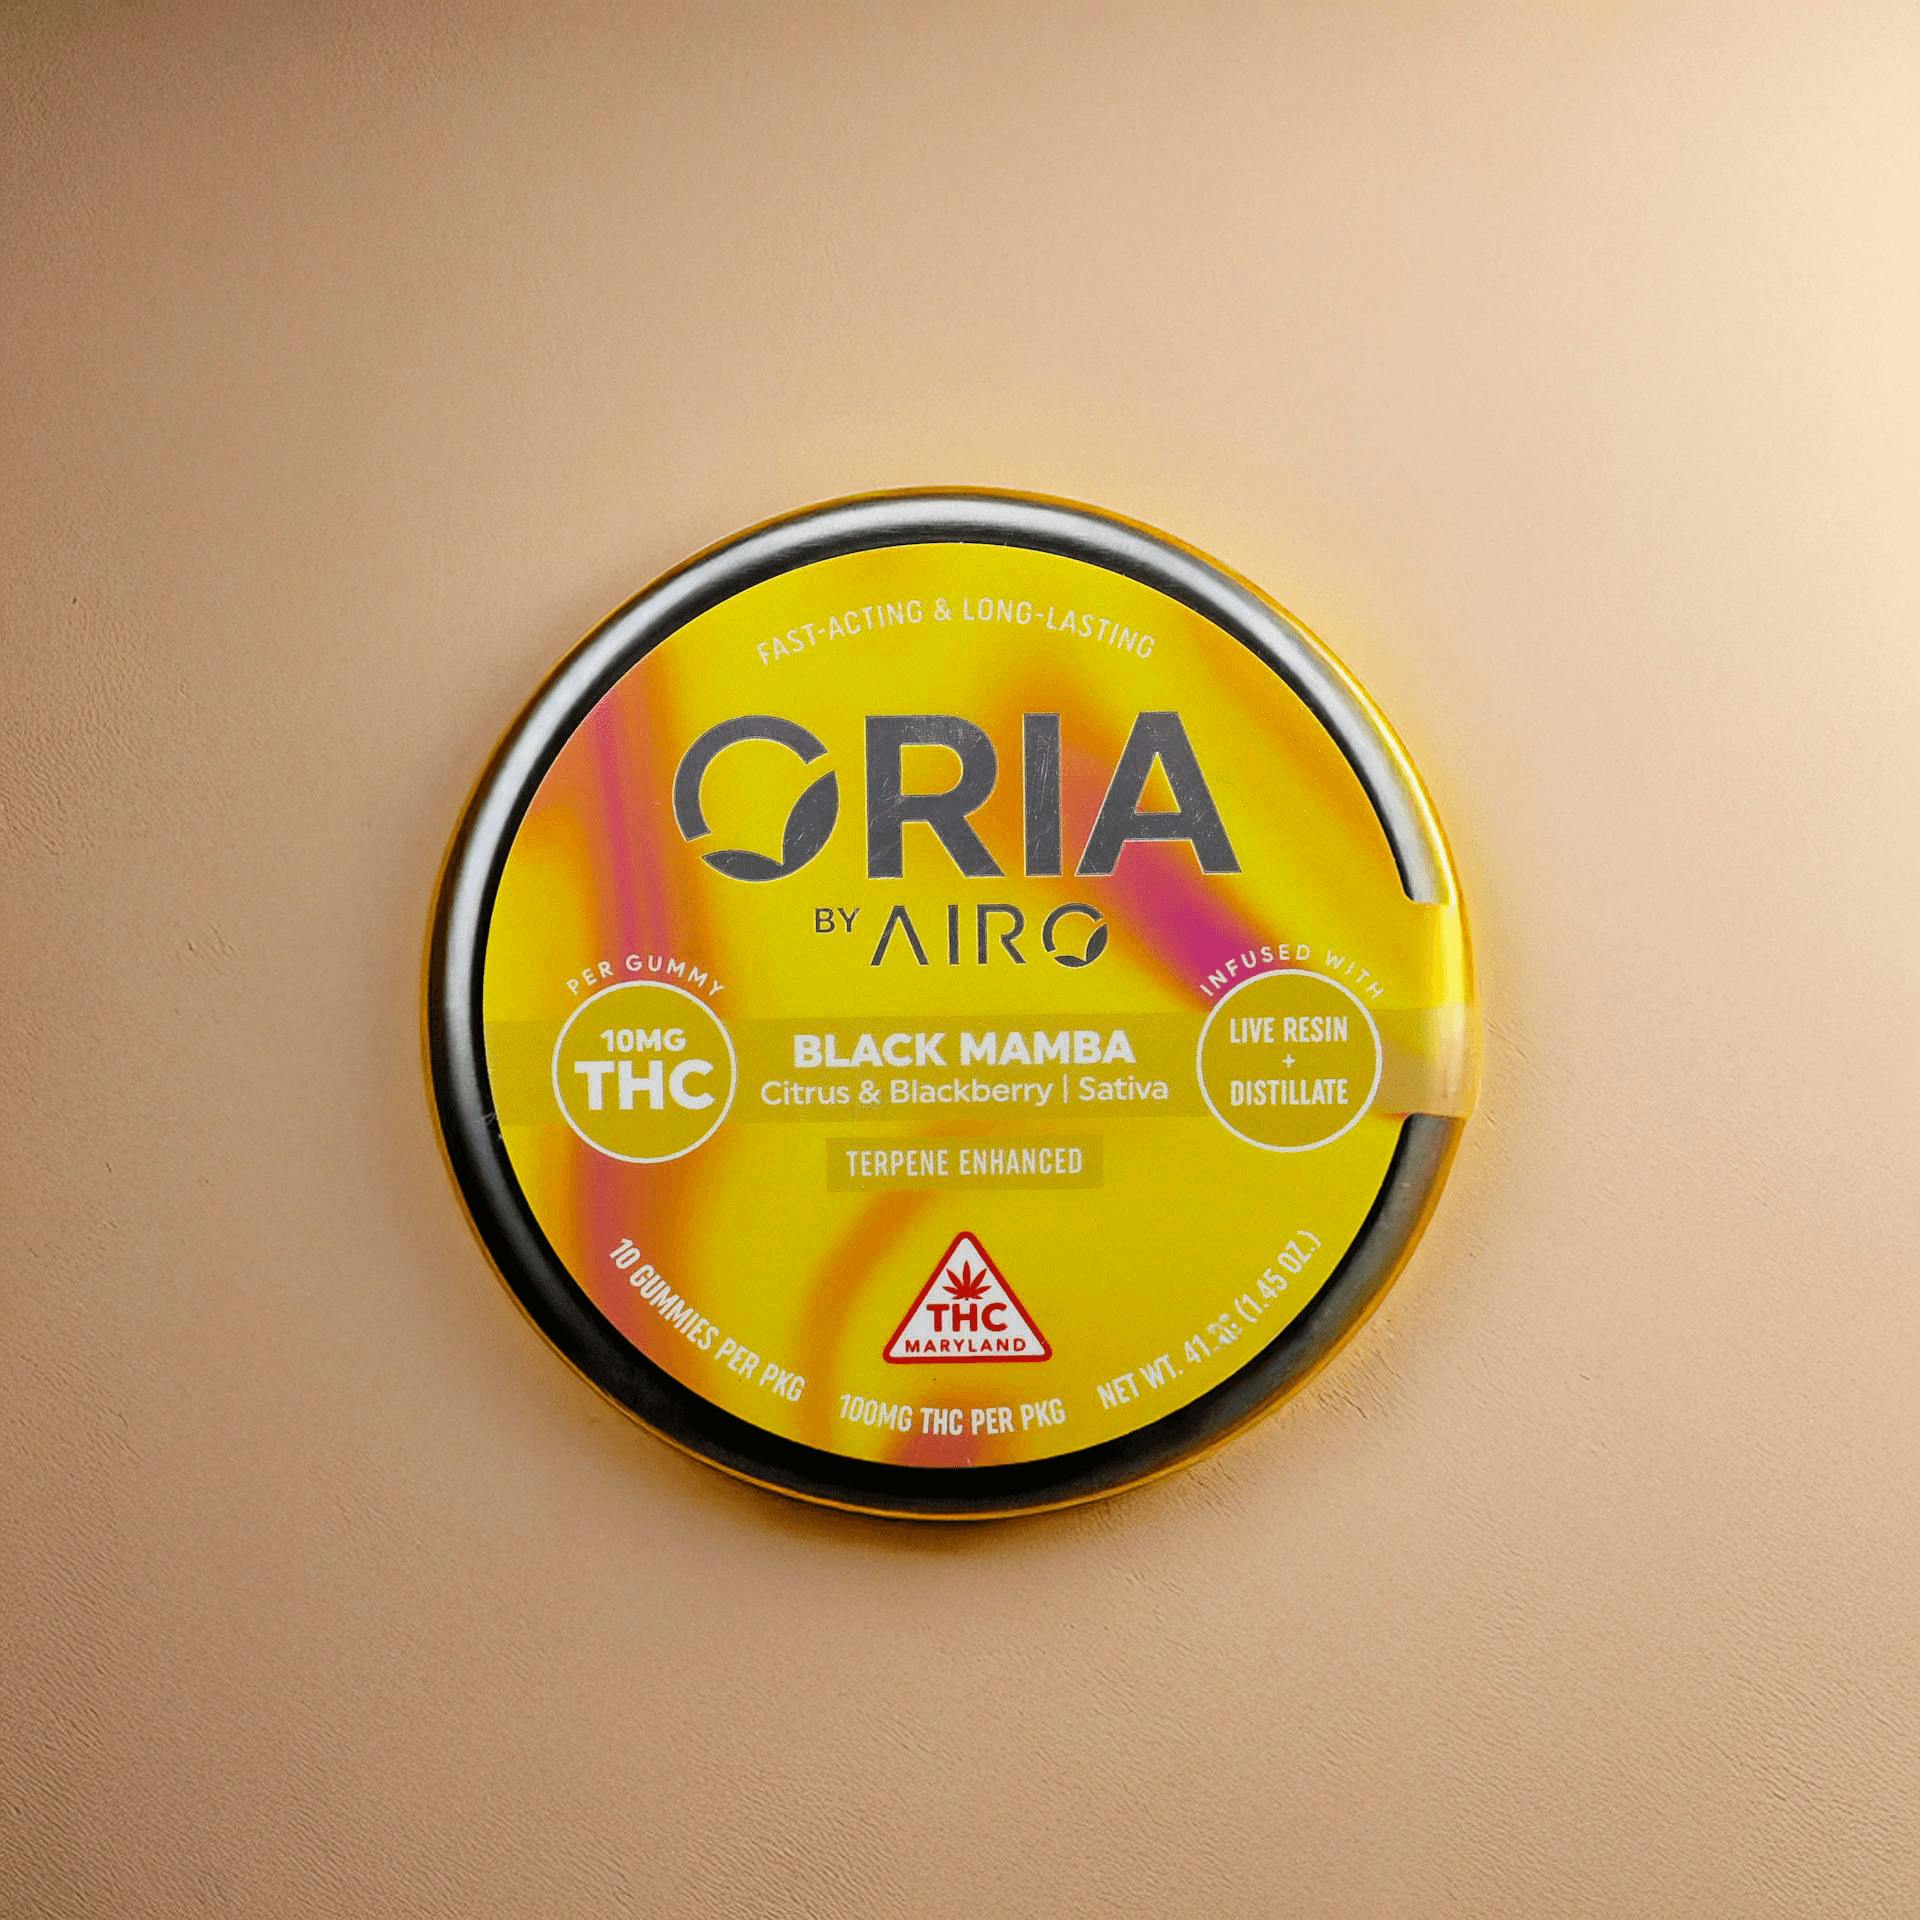 FAST-ACTING & LONG-LASTING
ORIA
BY AIRO
PER GUMMY
10MG
THC
BLACK MAMBA
Citrus & Blackberry | Sativa
INFUSED WITH
LIVE RESIN
+
DISTILLATE
TERPENE ENHANCED
THC
MARYLAND
10 GUMMIES PER PKG
100MG THC PER PKG
NET WT. (1.45 OZ.)